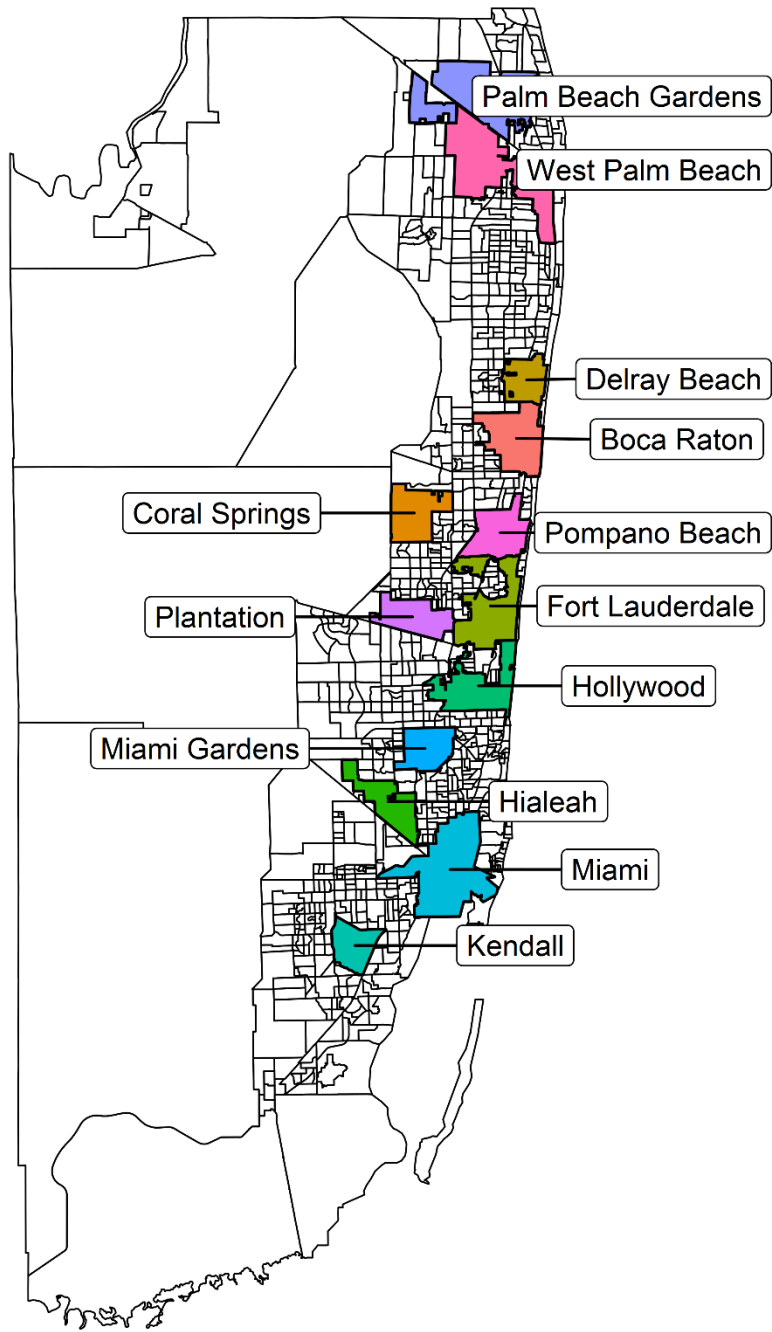 Palm Beach Gardens
West Palm Beach
Delray Beach
Boca Raton
Coral Springs
Pompano Beach
Plantation
Fort Lauderdale
Hollywood
Miami Gardens
Hialeah
Miami
Kendall